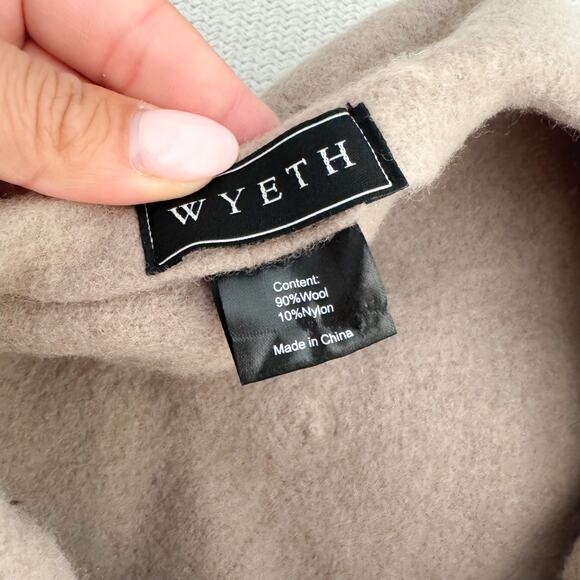 WYETH
Content:
90%Wool
10%Nylon
Made in China